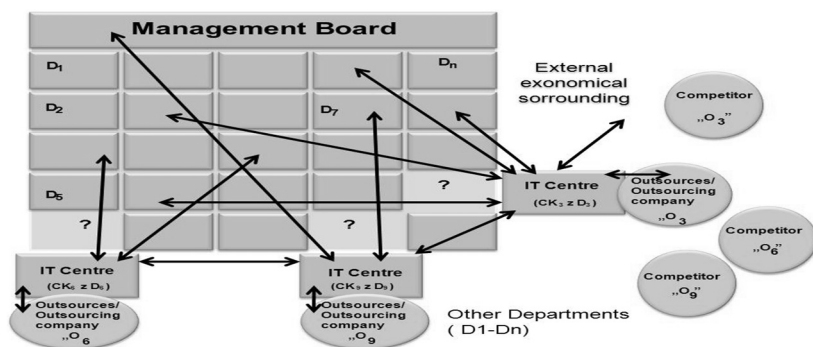 Management Board
D1
Dn
D2
D7
D5
?
?
?
External
exonomical
sorrounding
Competitor
„O3”
IT Centre
(CK3 z D3)
Outsources/
Outsourcing
company
„O3
Competitor
„O6”
Competitor
„O9”
IT Centre
(CK6 z D6)
Outsources/
Outsourcing
company
„O6
IT Centre
(CK9 z D9)
Outsources/
Outsourcing
company
„O9
Other Departments
( D1-Dn)